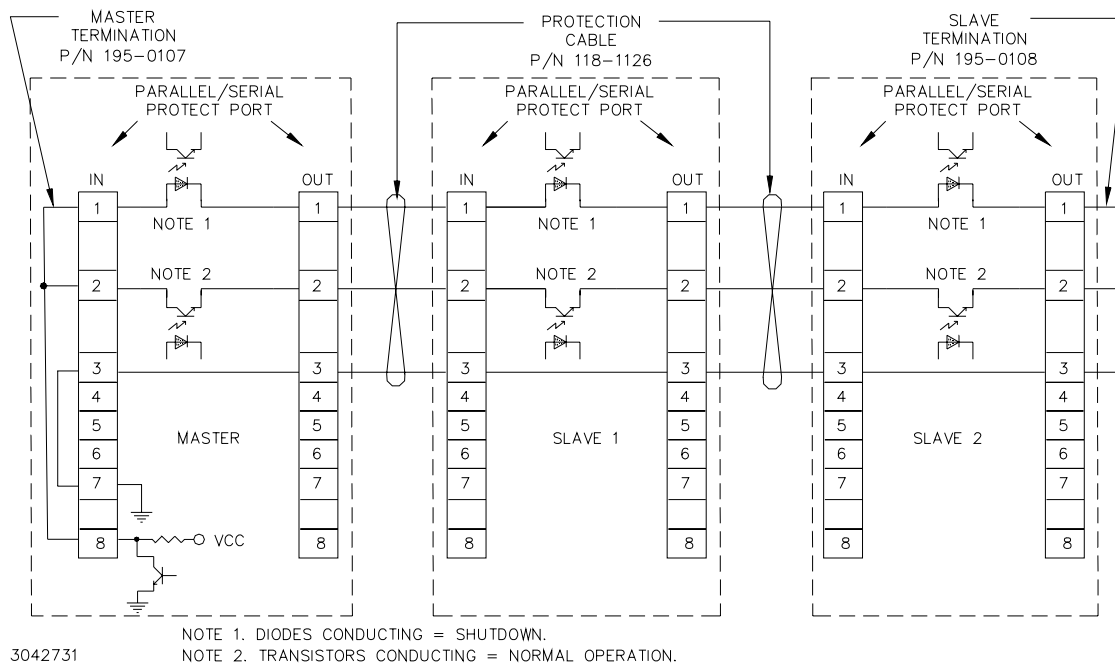 MASTER
TERMINATION
P/N 195-0107
PROTECTION
CABLE
P/N 118-1126
SLAVE
TERMINATION
P/N 195-0108
PARALLEL/SERIAL
PROTECT PORT
PARALLEL/SERIAL
PROTECT PORT
PARALLEL/SERIAL
PROTECT PORT
IN
OUT
IN
OUT
IN
OUT
1
1
1
1
1
1
NOTE 1
NOTE 1
NOTE 1
NOTE 2
NOTE 2
NOTE 2
2
2
2
2
2
2
3
3
3
3
3
3
4
4
4
4
4
4
5
5
5
5
5
5
MASTER
SLAVE 1
SLAVE 2
6
6
6
6
6
6
7
7
7
7
7
7
8
VCC
8
8
8
8
8
NOTE 1. DIODES CONDUCTING = SHUTDOWN.
3042731
NOTE 2. TRANSISTORS CONDUCTING = NORMAL OPERATION.